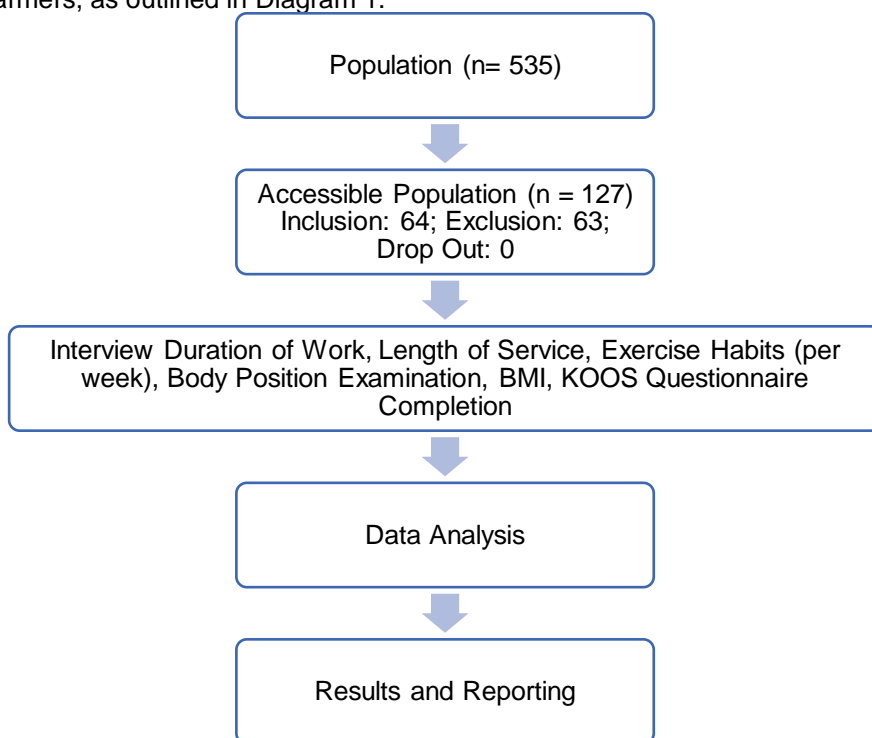 armers, as outlined in Diagram 1.
Population (n= 535)
Accessible Population (n = 127)
Inclusion: 64; Exclusion: 63;
Drop Out: 0
Interview Duration of Work, Length of Service, Exercise Habits (per
week), Body Position Examination, BMI, KOOS Questionnaire
Completion
Data Analysis
Results and Reporting